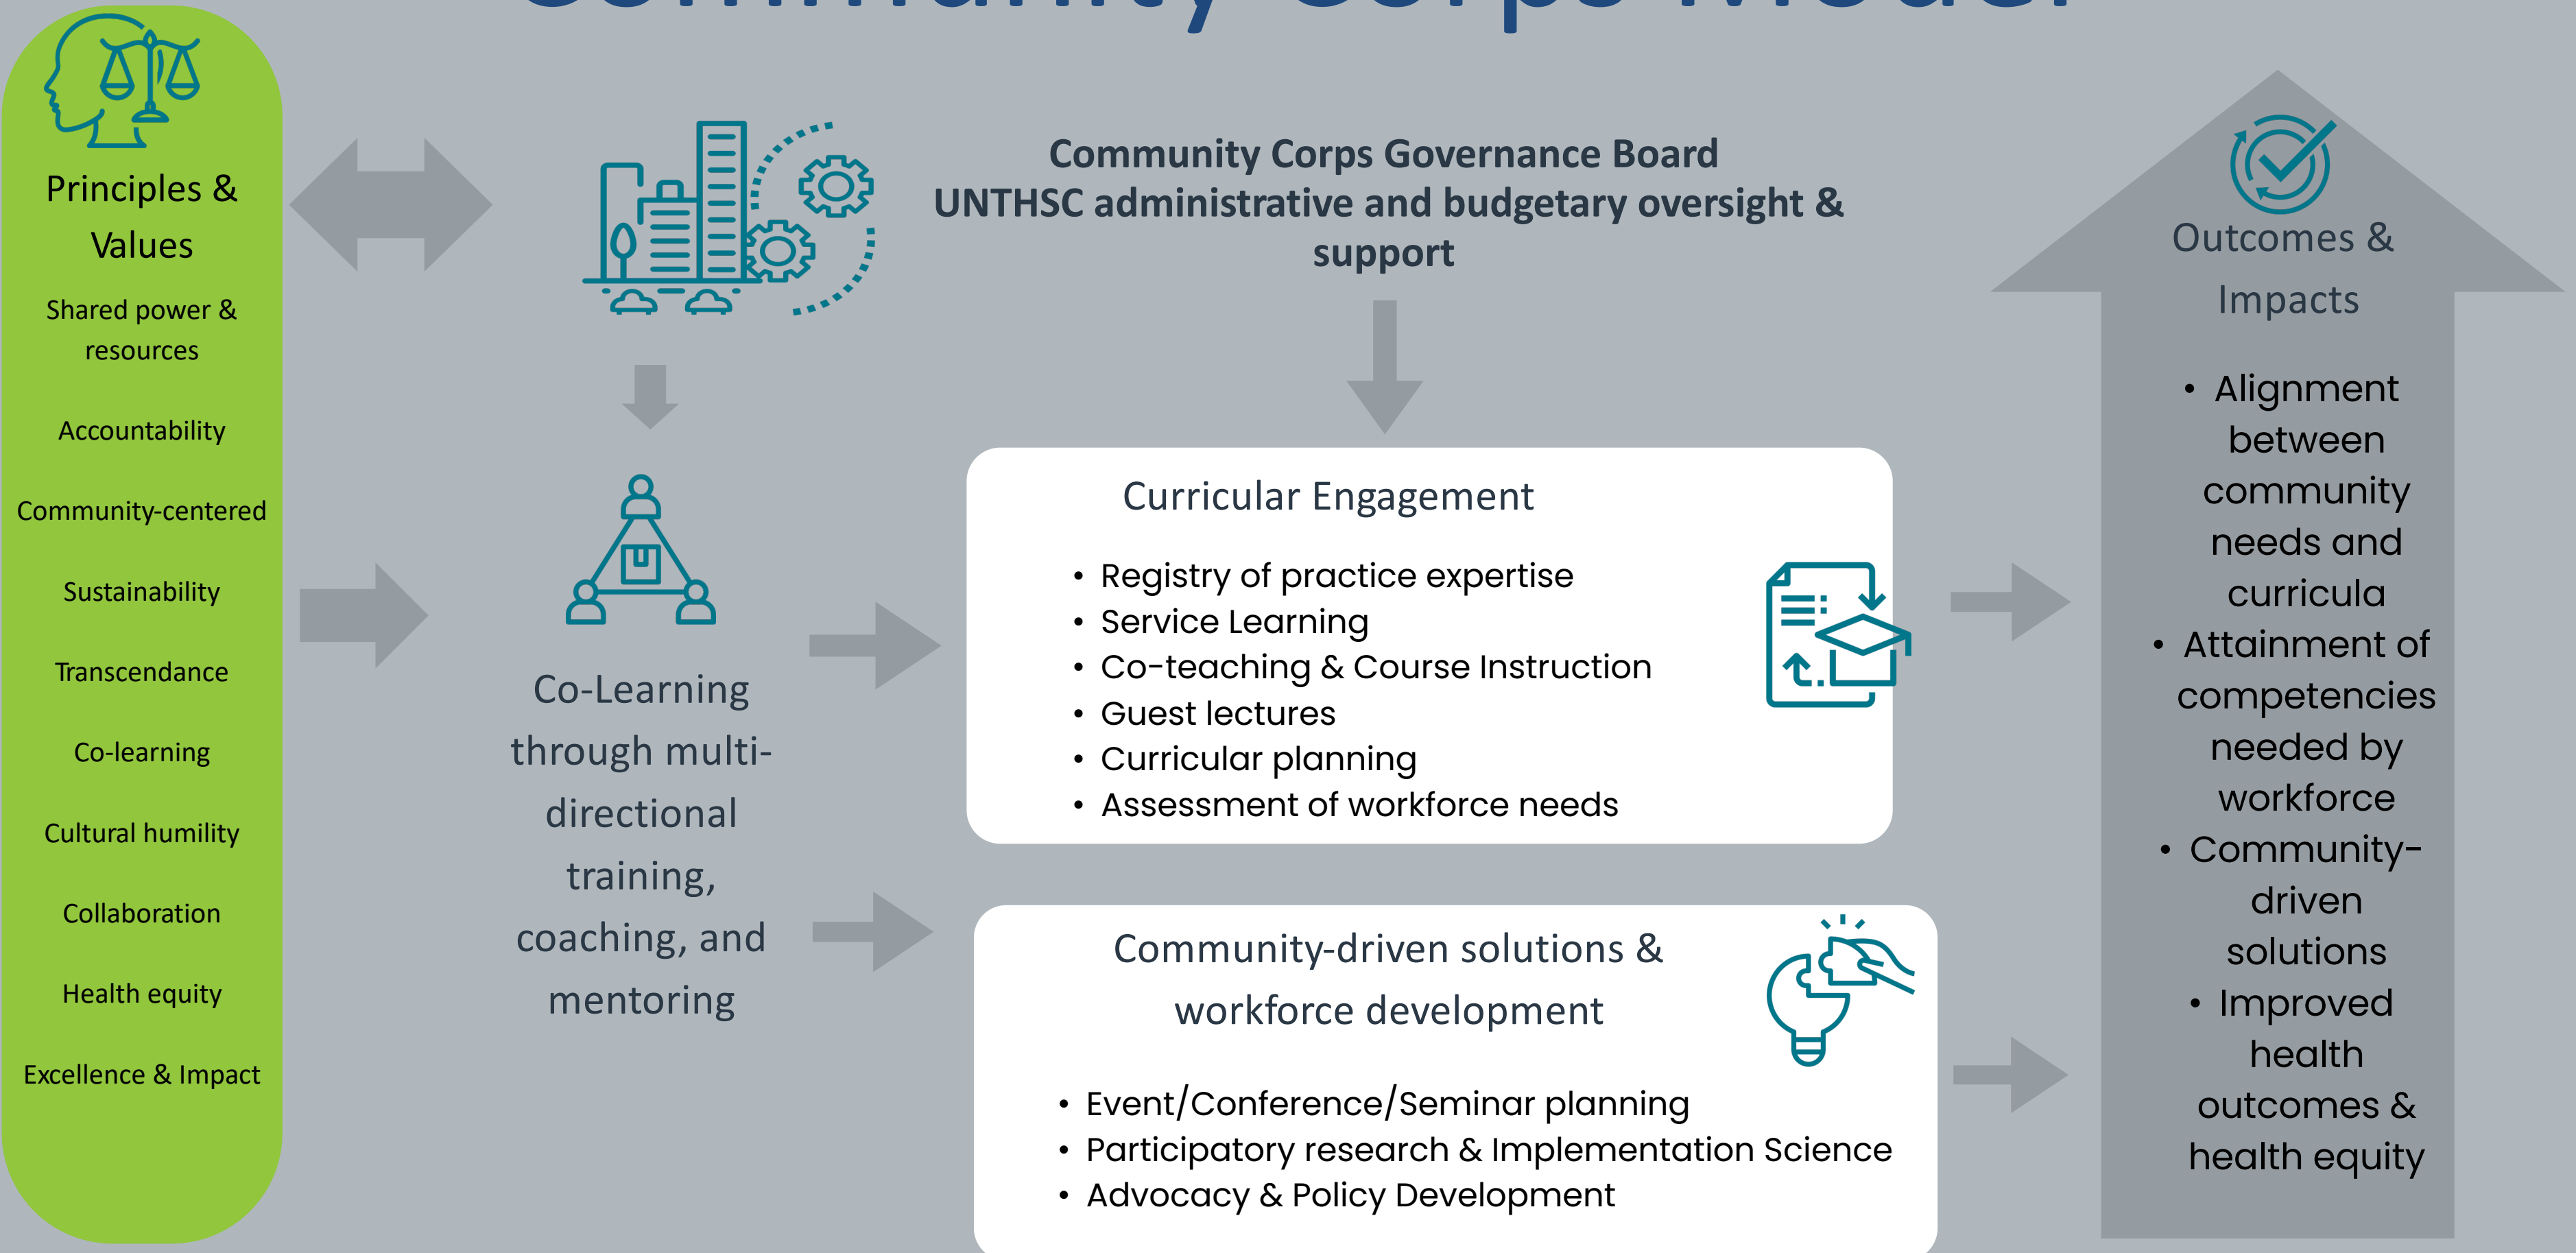 Community Corps Model
Principles &
Values
Shared power &
resources
Accountability
Community-centered
Sustainability
Transcendance
Co-learning
Cultural humility
Collaboration
Health equity
Excellence & Impact
Community Corps Governance Board
UNTHSC administrative and budgetary oversight &
support
Co-Learning
through multi-
directional
training,
coaching, and
mentoring
Curricular Engagement
• Registry of practice expertise
• Service Learning
• Co-teaching & Course Instruction
• Guest lectures
• Curricular planning
• Assessment of workforce needs
Community-driven solutions &
workforce development
• Event/Conference/Seminar planning
• Participatory research & Implementation Science
• Advocacy & Policy Development
Outcomes &
Impacts
• Alignment
between
community
needs and
curricula
• Attainment of
competencies
needed by
workforce
• Community-
driven
solutions
• Improved
health
outcomes &
health equity